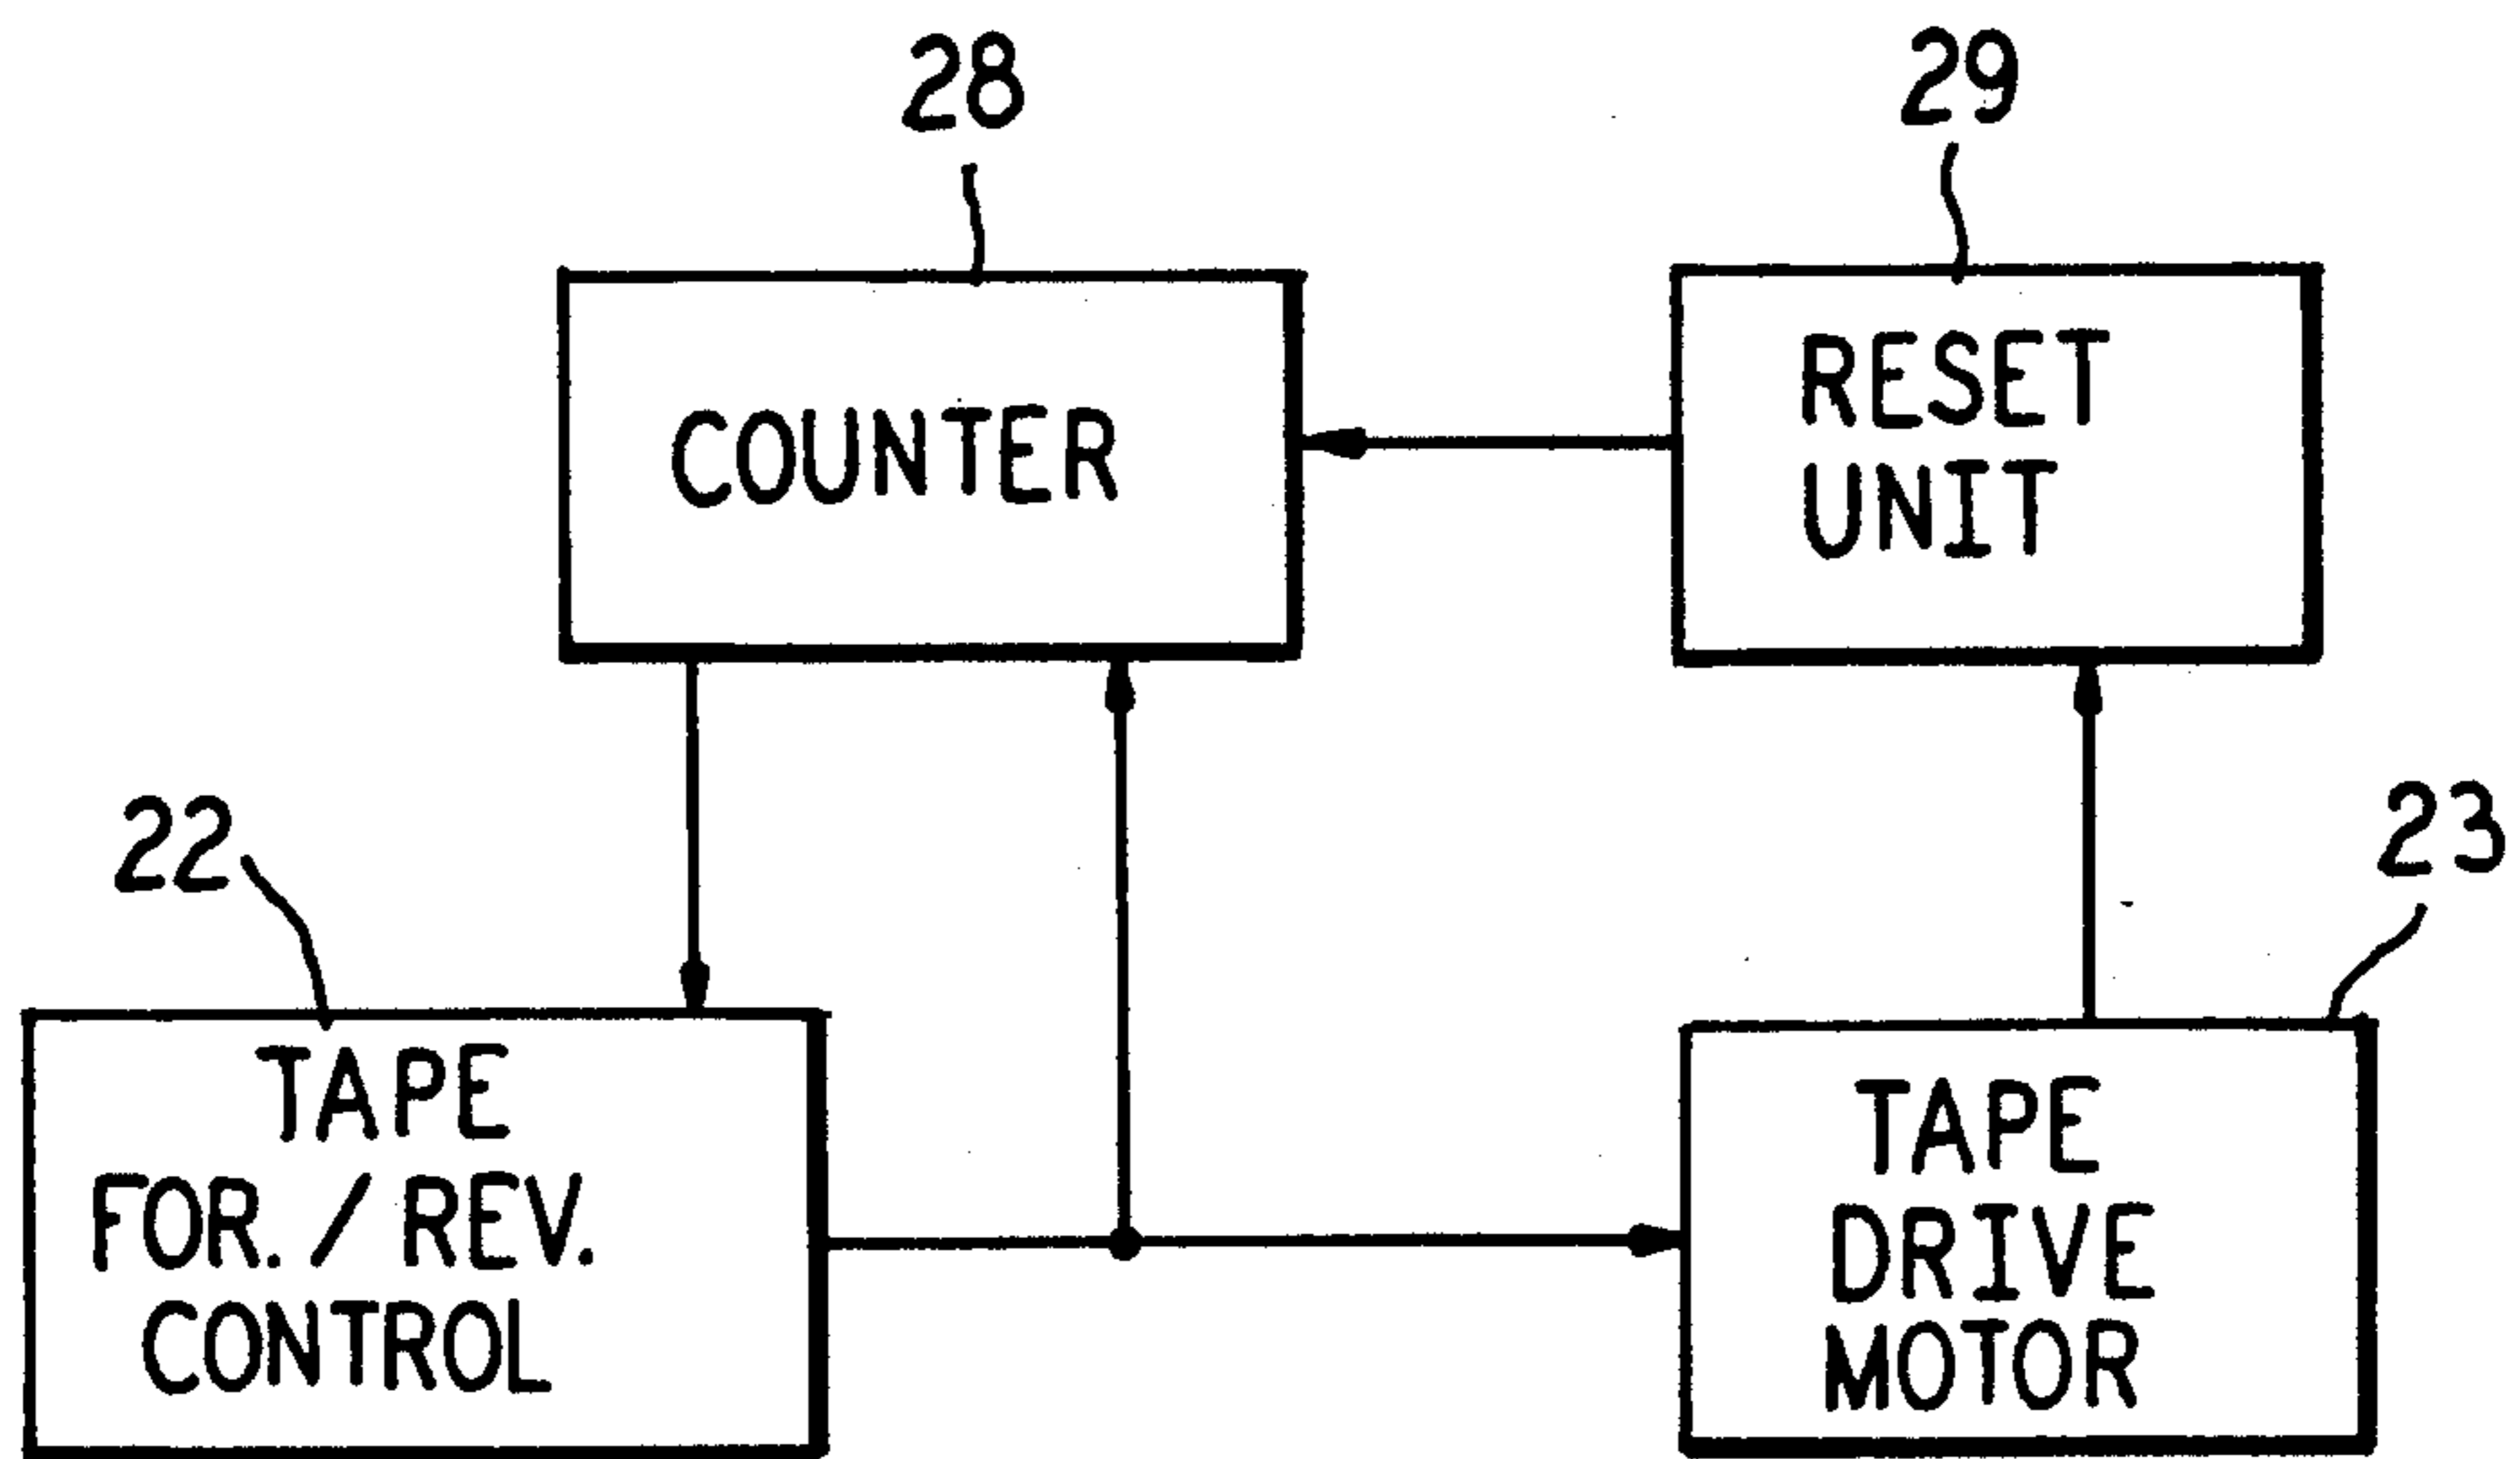 28
29
COUNTER
RESET
UNIT
22
23
TAPE
FOR. / REV.
CONTROL
TAPE
DRIVE
MOTOR